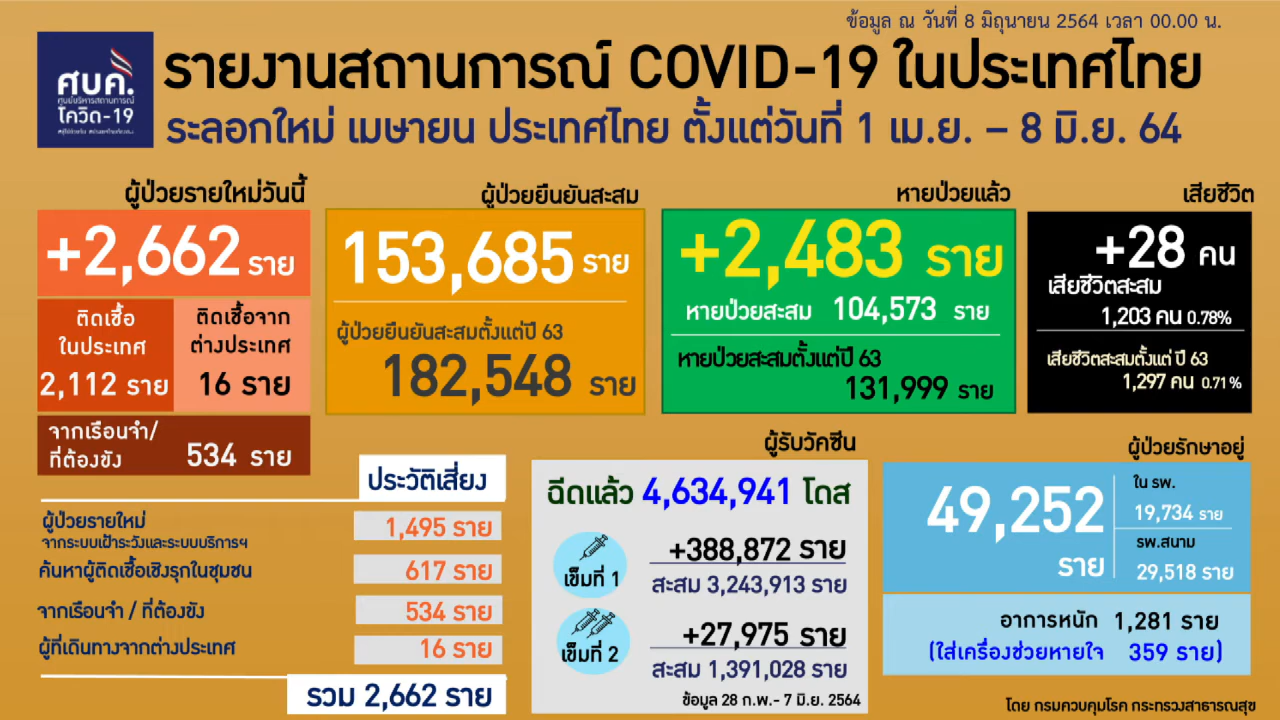 ข้อมูล ณ วันที่ 8 มิถุนายน 2564 เวลา 00.00 น.
ศบค.
ศูนย์บริหารสถานการณ์
โควิด-19
รายงานสถานการณ์ COVID-19 ในประเทศไทย
ระลอกใหม่ เมษายน ประเทศไทย ตั้งแต่วันที่ 1 เม.ย. – 8 มิ.ย. 64
ผู้ป่วยรายใหม่วันนี้
+2,662 ราย
ติดเชื้อ
ในประเทศ
2,112 ราย
ติดเชื้อจาก
ต่างประเทศ
16 ราย
จากเรือนจำ/
ที่ต้องขัง 534 ราย
ผู้ป่วยยืนยันสะสม
153,685 ราย
ผู้ป่วยยืนยันสะสมตั้งแต่ปี 63
182,548 ราย
หายป่วยแล้ว
+2,483 ราย
หายป่วยสะสม 104,573 ราย
หายป่วยสะสมตั้งแต่ปี 63
131,999 ราย
เสียชีวิต
+28 คน
เสียชีวิตสะสม
1,203 คน 0.78%
เสียชีวิตสะสมตั้งแต่ ปี 63
1,297 คน 0.71 %
ประวัติเสี่ยง
ผู้ป่วยรายใหม่
จากระบบเฝ้าระวังและระบบบริการฯ 1,495 ราย
ค้นหาผู้ติดเชื้อเชิงรุกในชุมชน 617 ราย
จากเรือนจำ / ที่ต้องขัง 534 ราย
ผู้ที่เดินทางจากต่างประเทศ 16 ราย
รวม 2,662 ราย
ผู้รับวัคซีน
ฉีดแล้ว 4,634,941 โดส
เข็มที่ 1
+388,872 ราย
สะสม 3,243,913 ราย
เข็มที่ 2
+27,975 ราย
สะสม 1,391,028 ราย
ข้อมูล 28 ก.พ.- 7 มิ.ย. 2564
ผู้ป่วยรักษาอยู่
49,252
ราย
ใน รพ.
19,734 ราย
รพ.สนาม
29,518 ราย
อาการหนัก 1,281 ราย
(ใส่เครื่องช่วยหายใจ 359 ราย)
โดย กรมควบคุมโรค กระทรวงสาธารณสุข